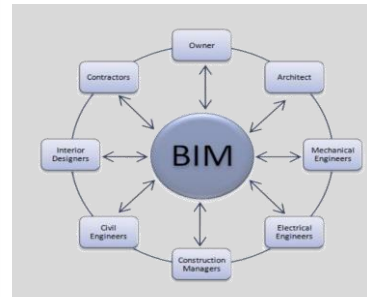 Owner
Contractors
Architect
Interior
Designers
BIM
Mechanical
Engineers
Civil
Engineers
Electrical
Engineers
Construction
Managers